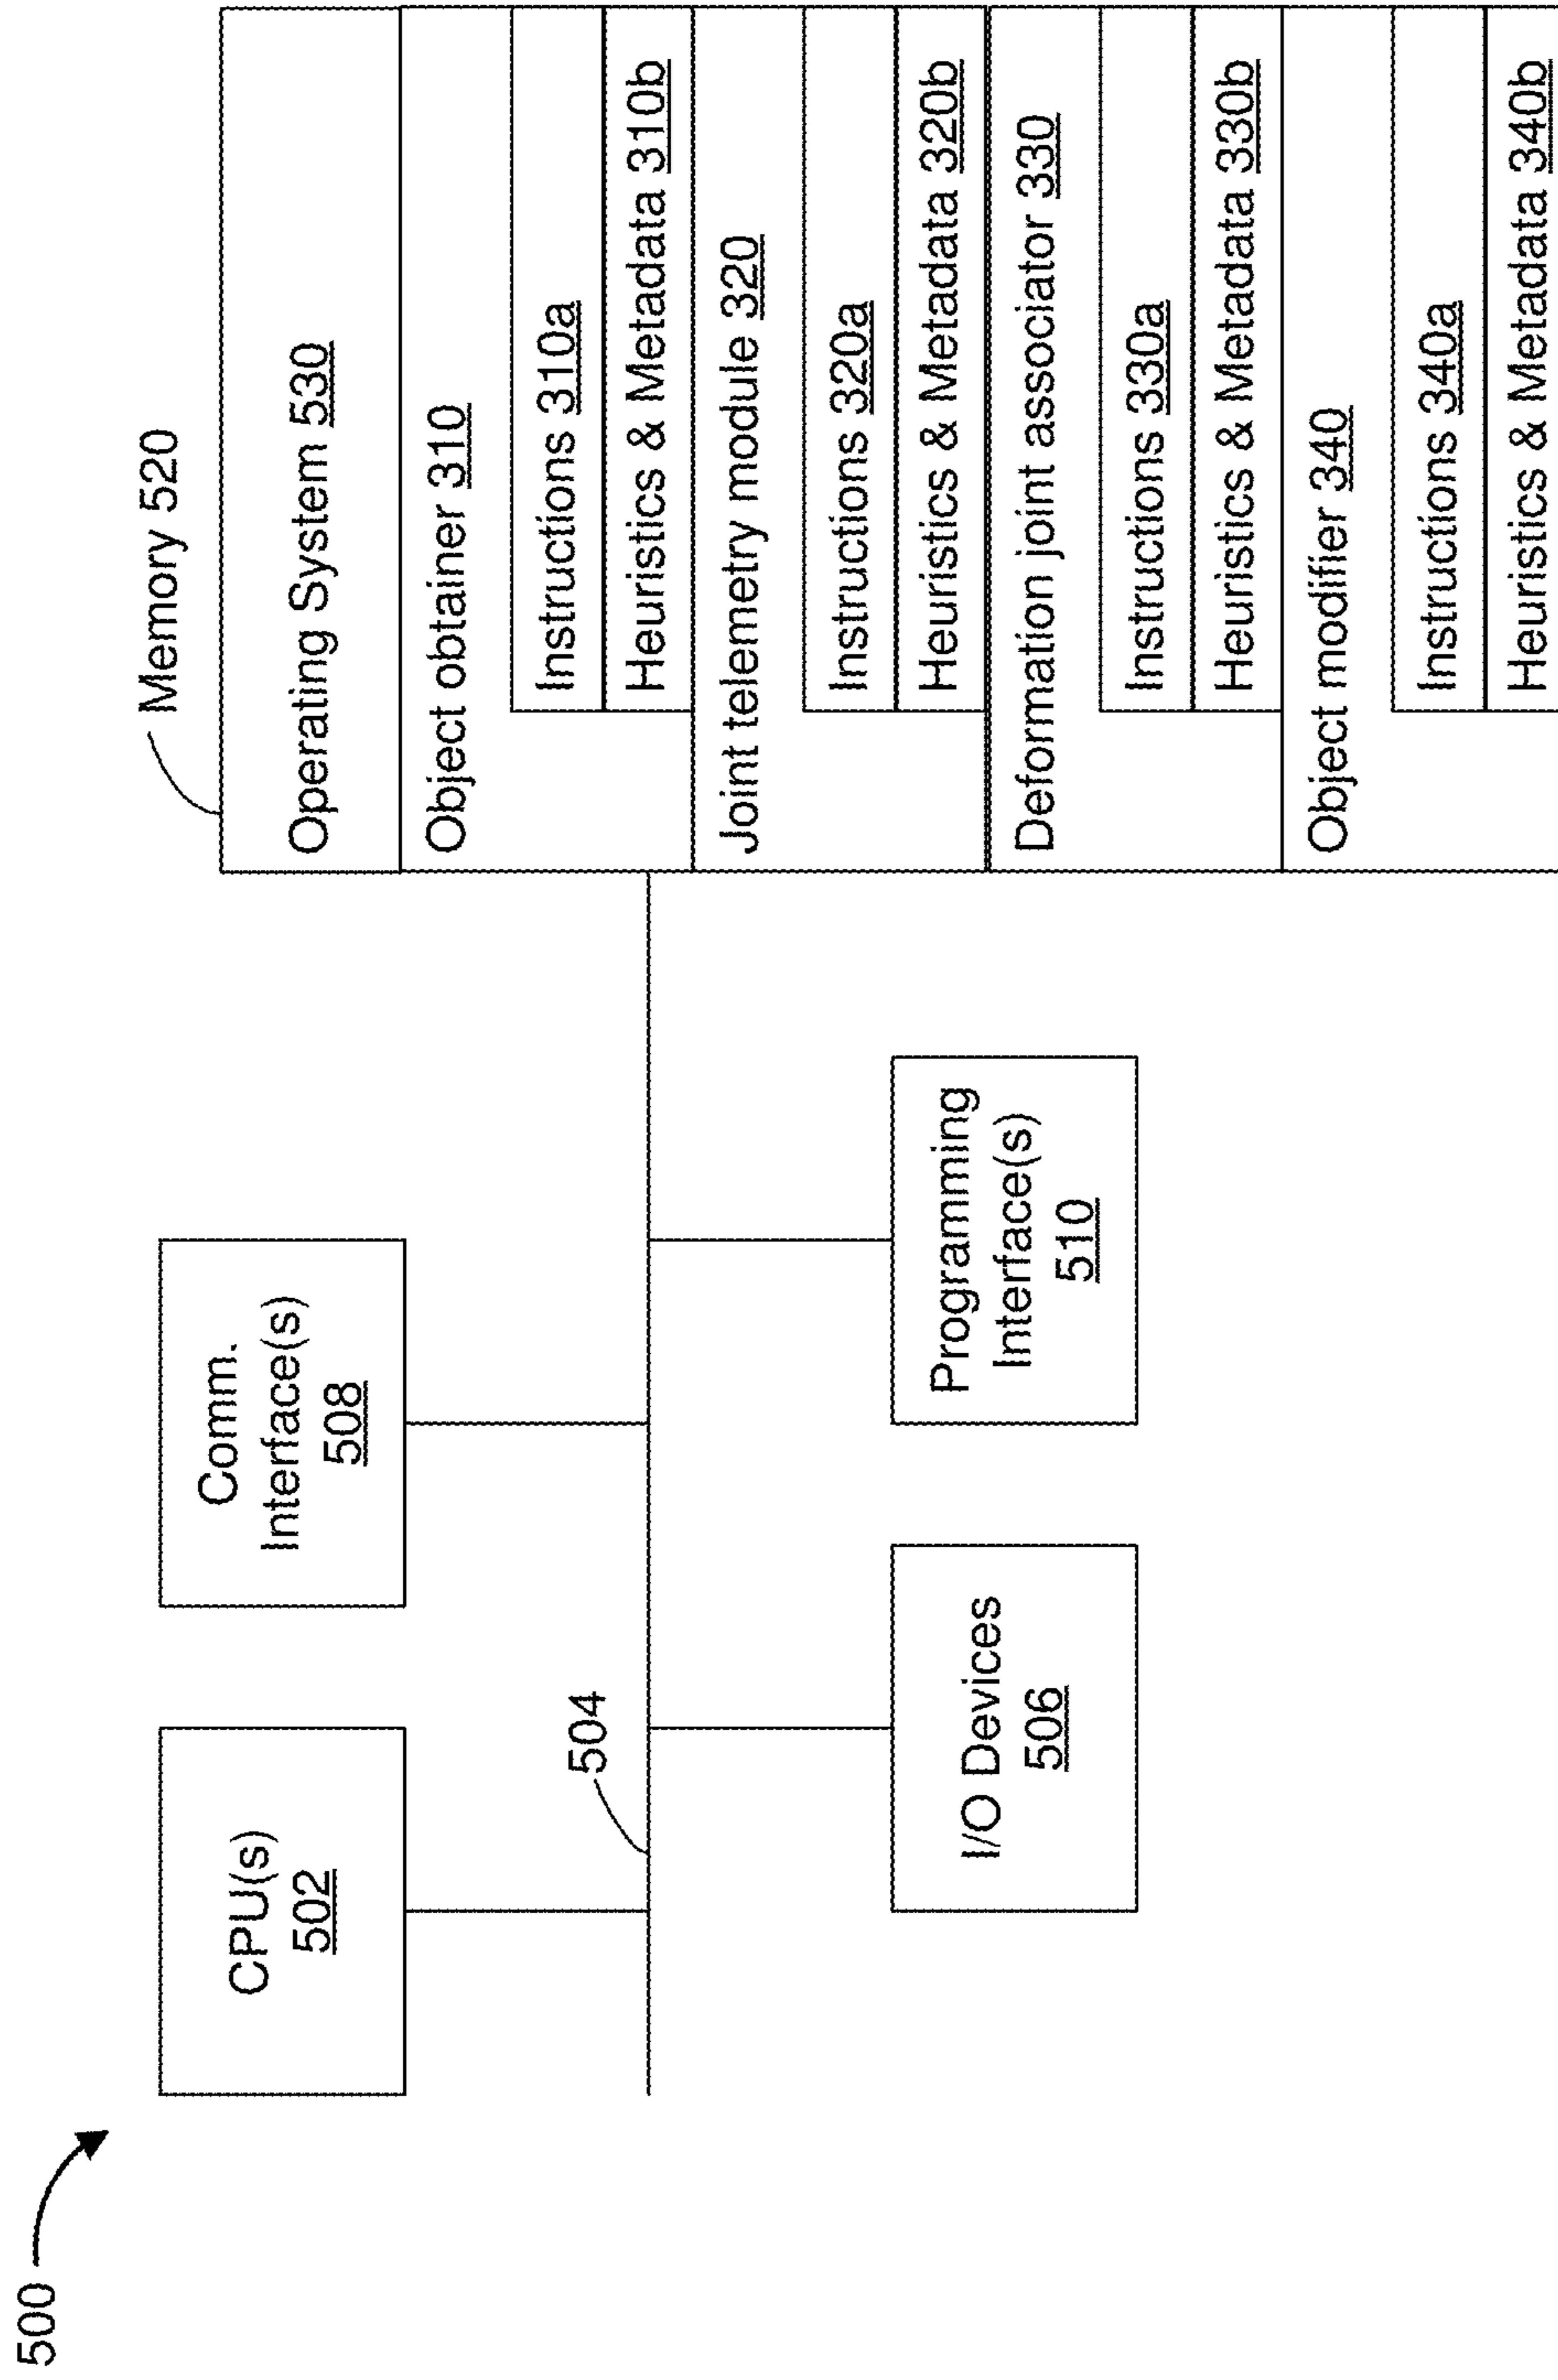 500
CPU(s)
502
Comm.
Interface(s)
508
504
I/O Devices
506
Programming
Interface(s)
510
Memory 520
Operating System 530
Object obtainer 310
Instructions 310a
Heuristics & Metadata 310b
Joint telemetry module 320
Instructions 320a
Heuristics & Metadata 320b
Deformation joint associator 330
Instructions 330a
Heuristics & Metadata 330b
Object modifier 340
Instructions 340a
Heuristics & Metadata 340b